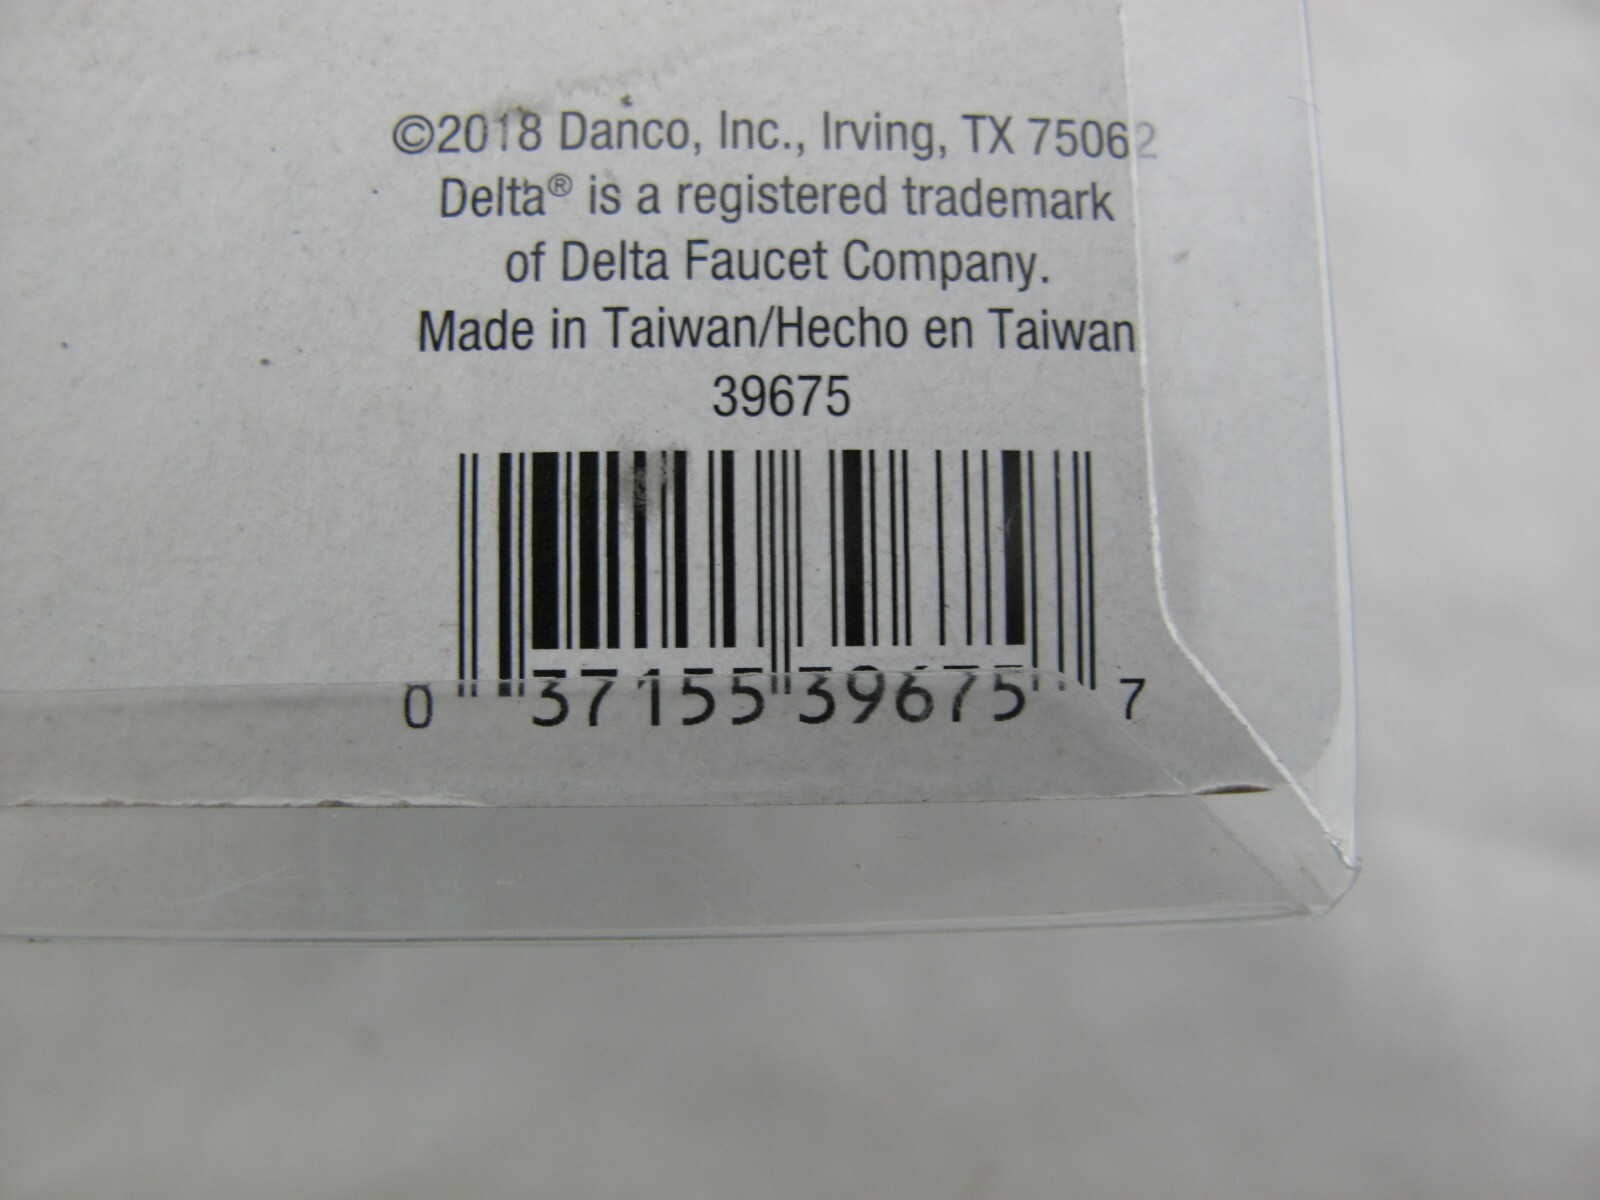 ©2018 Danco, Inc., Irving, TX 75062
Delta® is a registered trademark
of Delta Faucet Company.
Made in Taiwan/Hecho en Taiwan
39675
0 37155 39675 7